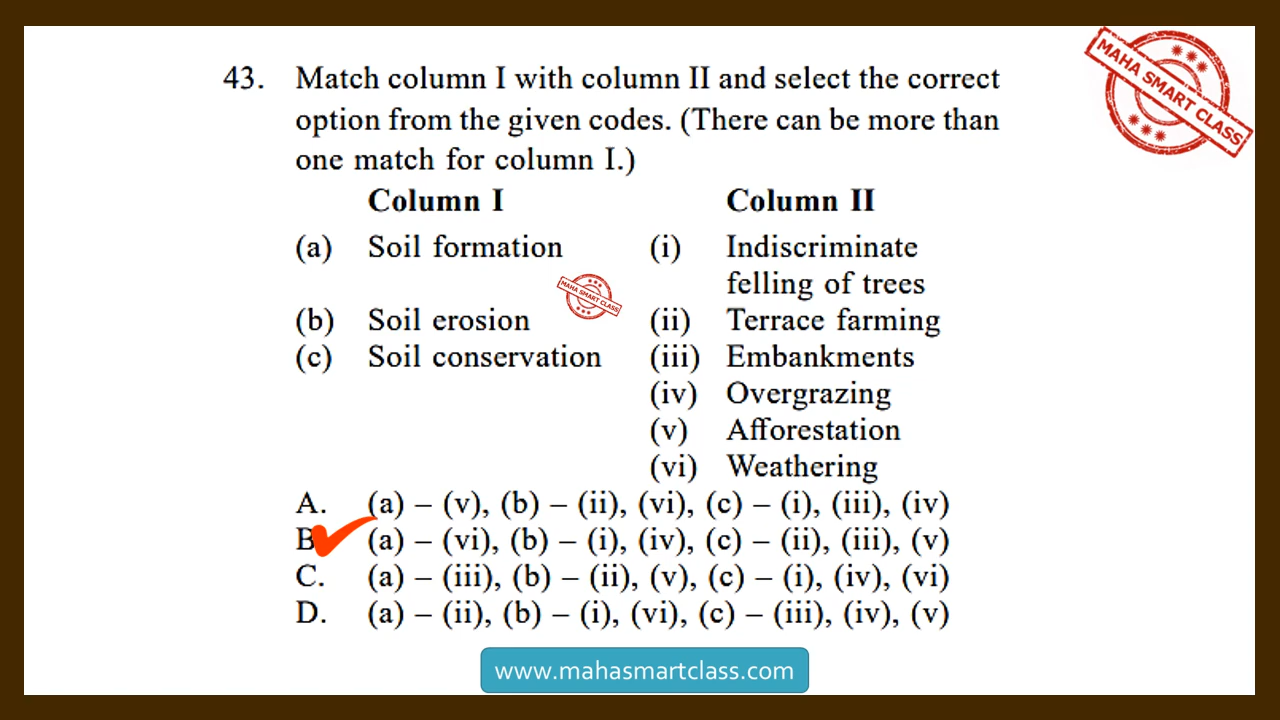 MAHA SMART CLASS
43. Match column I with column II and select the correct
option from the given codes. (There can be more than
one match for column I.)
Column I Column II
(a) Soil formation (i) Indiscriminate
felling of trees
MAHA SMART CLASS
(b) Soil erosion (ii) Terrace farming
(c) Soil conservation (iii) Embankments
(iv) Overgrazing
(v) Afforestation
(vi) Weathering
A. (a) – (v), (b) – (ii), (vi), (c) – (i), (iii), (iv)
B (a) – (vi), (b) – (i), (iv), (c) – (ii), (iii), (v)
C. (a) – (iii), (b) – (ii), (v), (c) – (i), (iv), (vi)
D. (a) – (ii), (b) – (i), (vi), (c) – (iii), (iv), (v)
www.mahasmartclass.com